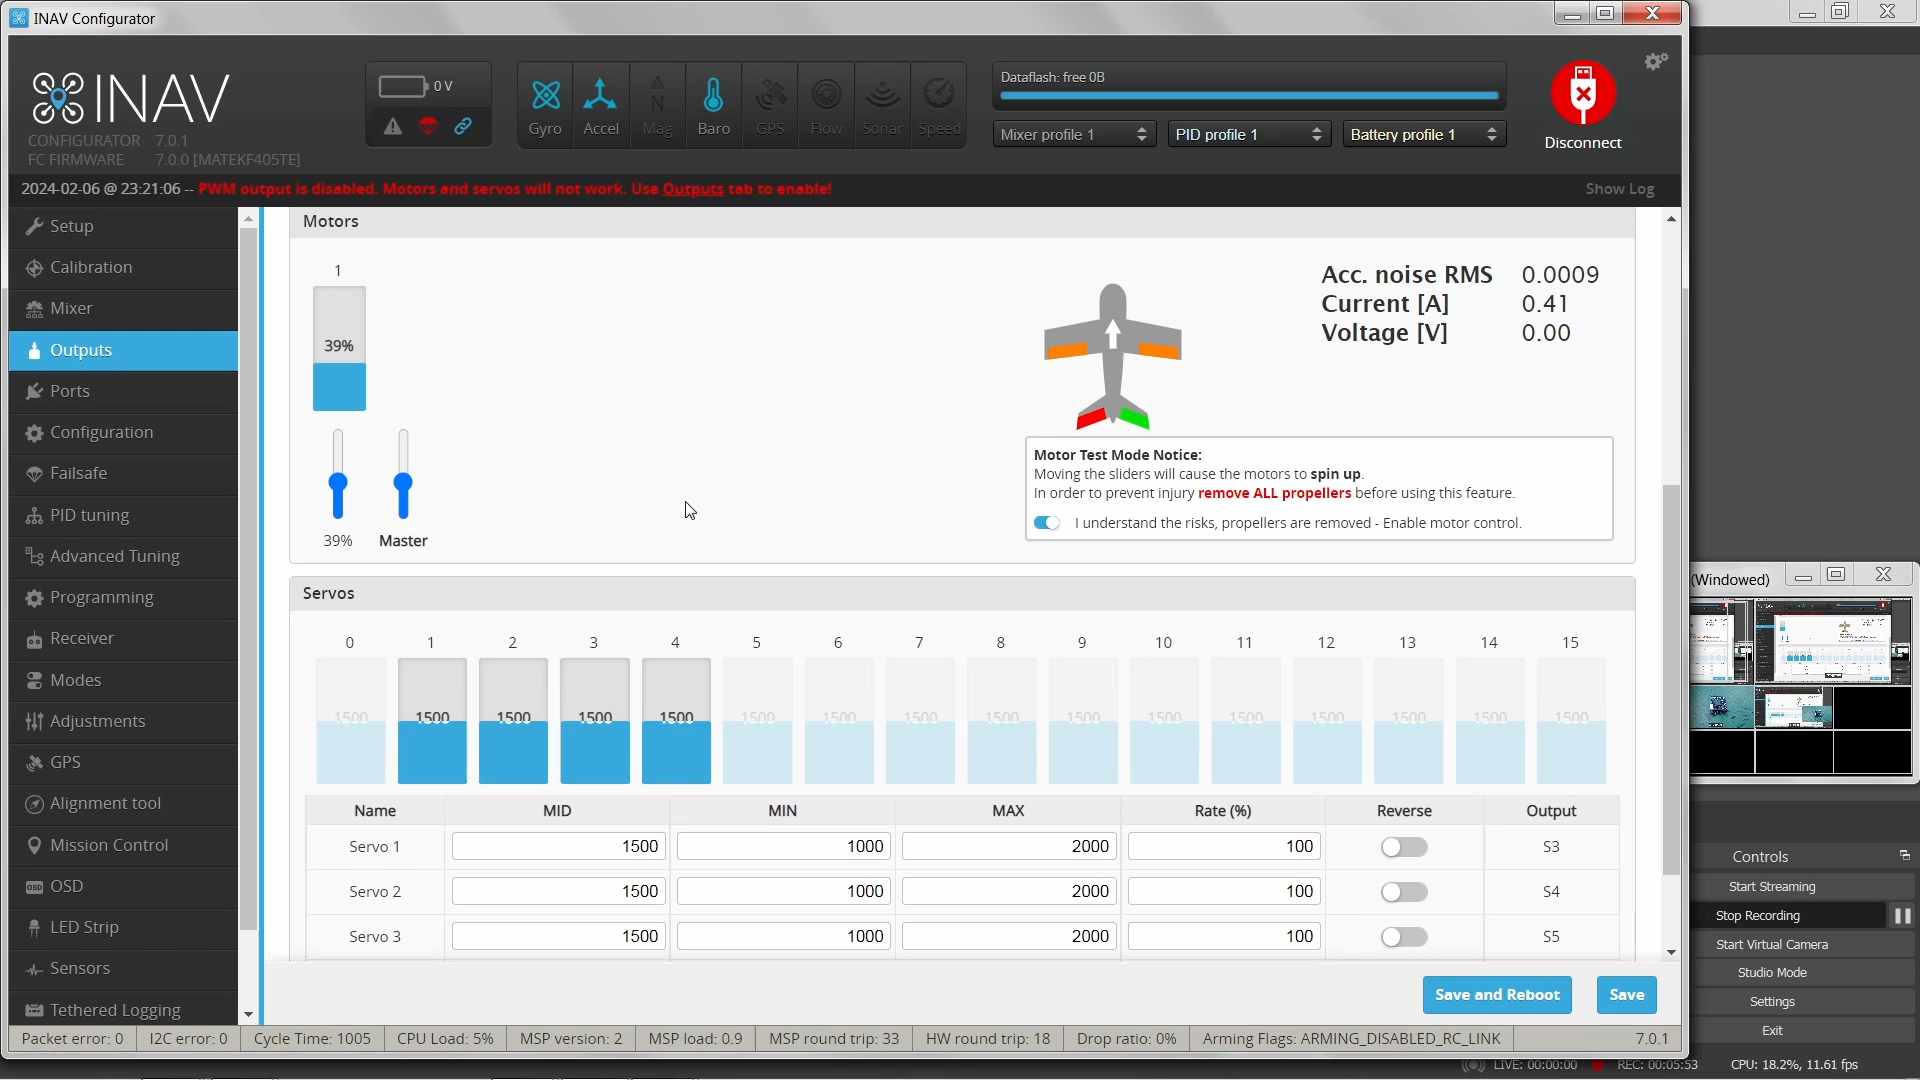 INAV Configurator
INAV
CONFIGURATOR 7.0.1
FC FIRMWARE 7.0.0 [MATEKF405TE]
0 V
Gyro
Accel
Mag
Baro
GPS
Flow
Sonar
Speed
Dataflash: free 0B
Mixer profile 1
PID profile 1
Battery profile 1
Disconnect
2024-02-06 @ 23:21:06 -- PWM output is disabled. Motors and servos will not work. Use Outputs tab to enable!
Show Log
Setup
Calibration
Mixer
Outputs
Ports
Configuration
Failsafe
PID tuning
Advanced Tuning
Programming
Receiver
Modes
Adjustments
GPS
Alignment tool
Mission Control
OSD
LED Strip
Sensors
Tethered Logging
Motors
1
39%
39%
Master
Acc. noise RMS 0.0009
Current [A] 0.41
Voltage [V] 0.00
Motor Test Mode Notice:
Moving the sliders will cause the motors to spin up.
In order to prevent injury remove ALL propellers before using this feature.
I understand the risks, propellers are removed - Enable motor control.
Servos
0 1 2 3 4 5 6 7 8 9 10 11 12 13 14 15
1500 1500 1500 1500 1500 1500 1500 1500 1500 1500 1500 1500 1500 1500 1500 1500
Name MID MIN MAX Rate (%) Reverse Output
Servo 1 1500 1000 2000 100 S3
Servo 2 1500 1000 2000 100 S4
Servo 3 1500 1000 2000 100 S5
Save and Reboot
Save
Packet error: 0
I2C error: 0
Cycle Time: 1005
CPU Load: 5%
MSP version: 2
MSP load: 0.9
MSP round trip: 33
HW round trip: 18
Drop ratio: 0%
Arming Flags: ARMING_DISABLED_RC_LINK
7.0.1
(Windowed)
Controls
Start Streaming
Stop Recording
Start Virtual Camera
Studio Mode
Settings
Exit
LIVE: 00:00:00
REC: 00:05:53
CPU: 18.2%, 11.61 fps